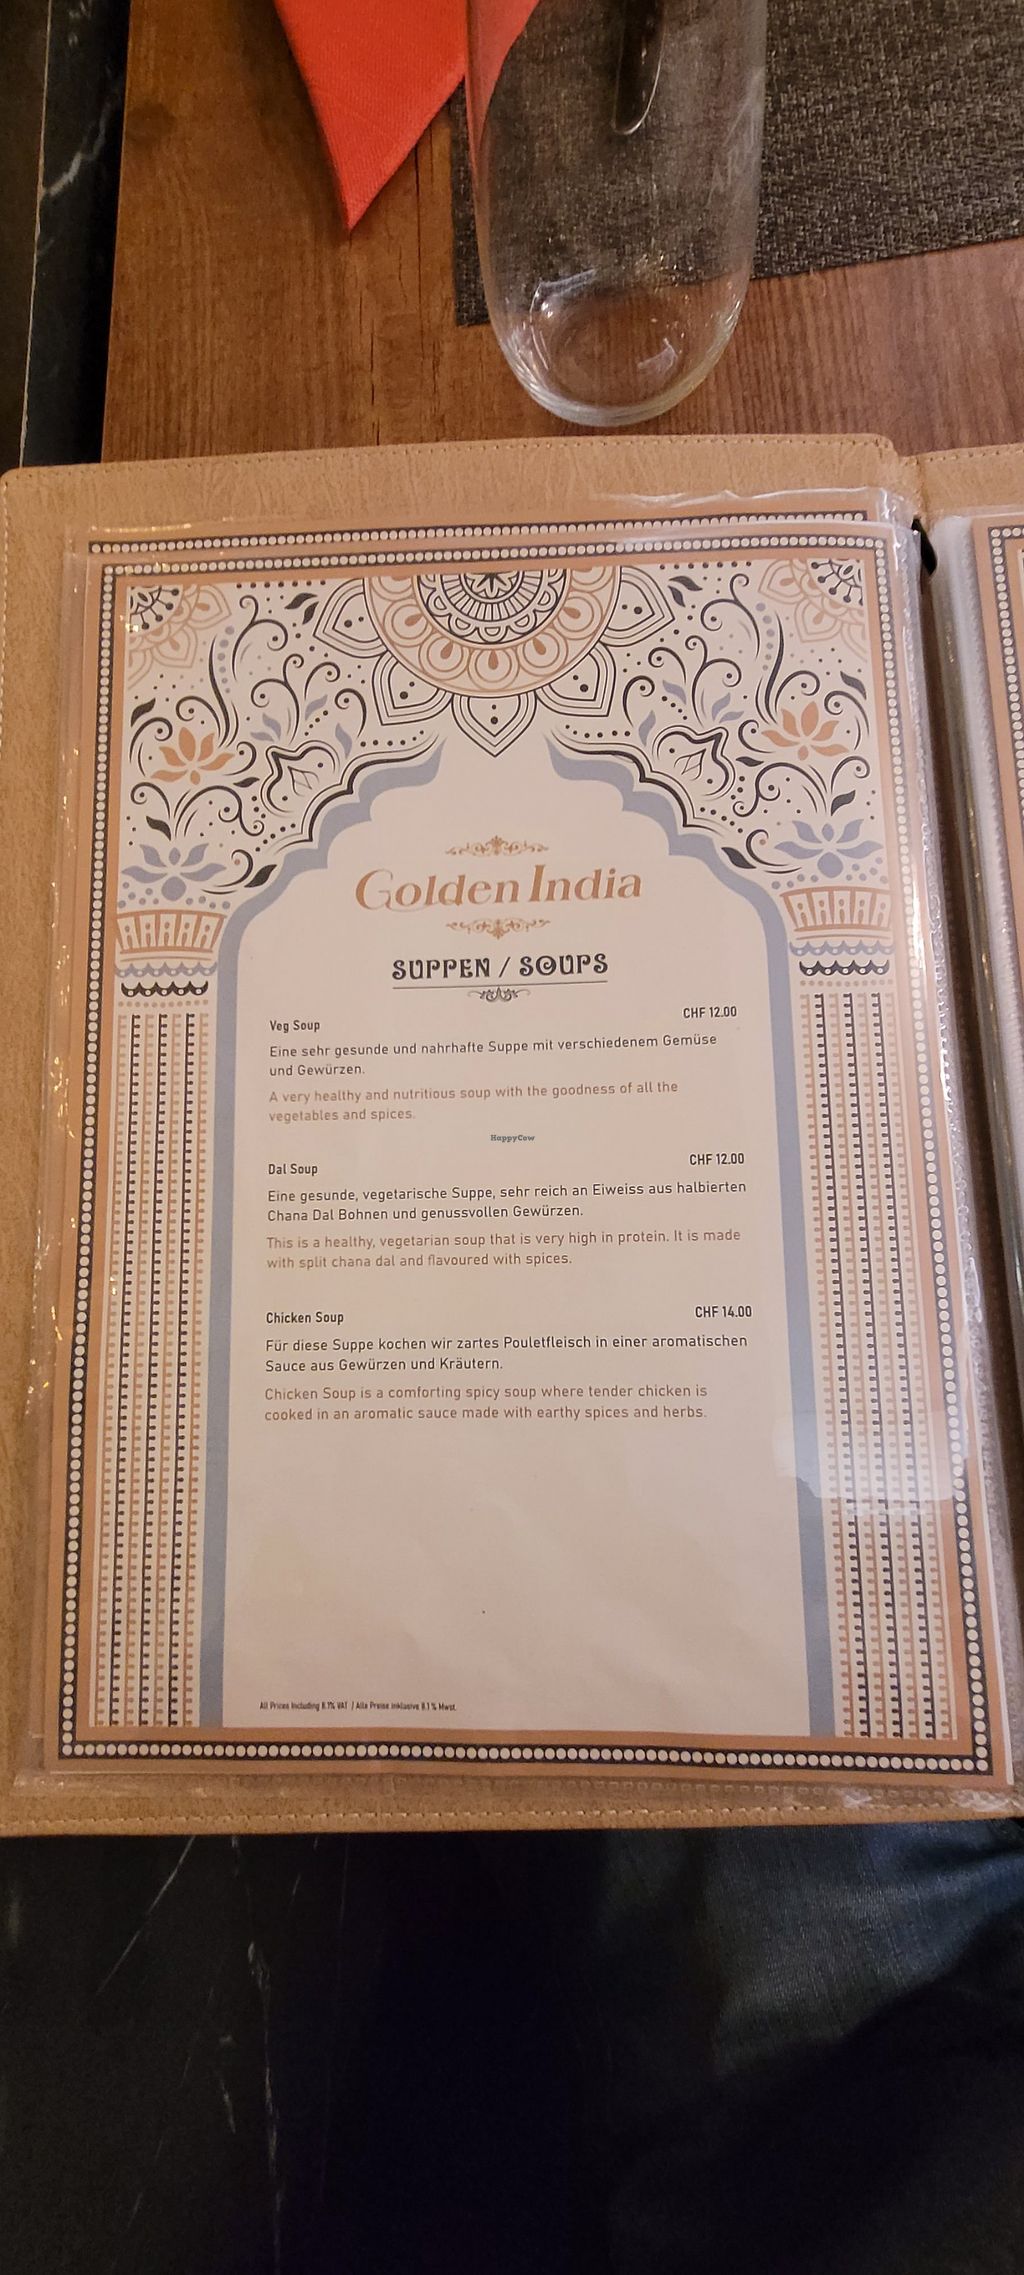 Golden India
SUPPEN / SOUPS
Veg Soup CHF 12.00
Eine sehr gesunde und nahrhafte Suppe mit verschiedenem Gemüse
und Gewürzen.
A very healthy and nutritious soup with the goodness of all the
vegetables and spices.
HappyCow
Dal Soup CHF 12.00
Eine gesunde, vegetarische Suppe, sehr reich an Eiweiss aus halbierten
Chana Dal Bohnen und genussvollen Gewürzen.
This is a healthy, vegetarian soup that is very high in protein. It is made
with split chana dal and flavoured with spices.
Chicken Soup CHF 14.00
Für diese Suppe kochen wir zartes Pouletfleisch in einer aromatischen
Sauce aus Gewürzen und Kräutern.
Chicken Soup is a comforting spicy soup where tender chicken is
cooked in an aromatic sauce made with earthy spices and herbs.
All Prices Including 8.1% VAT / Alle Preise inklusive 8.1 % Mwst.